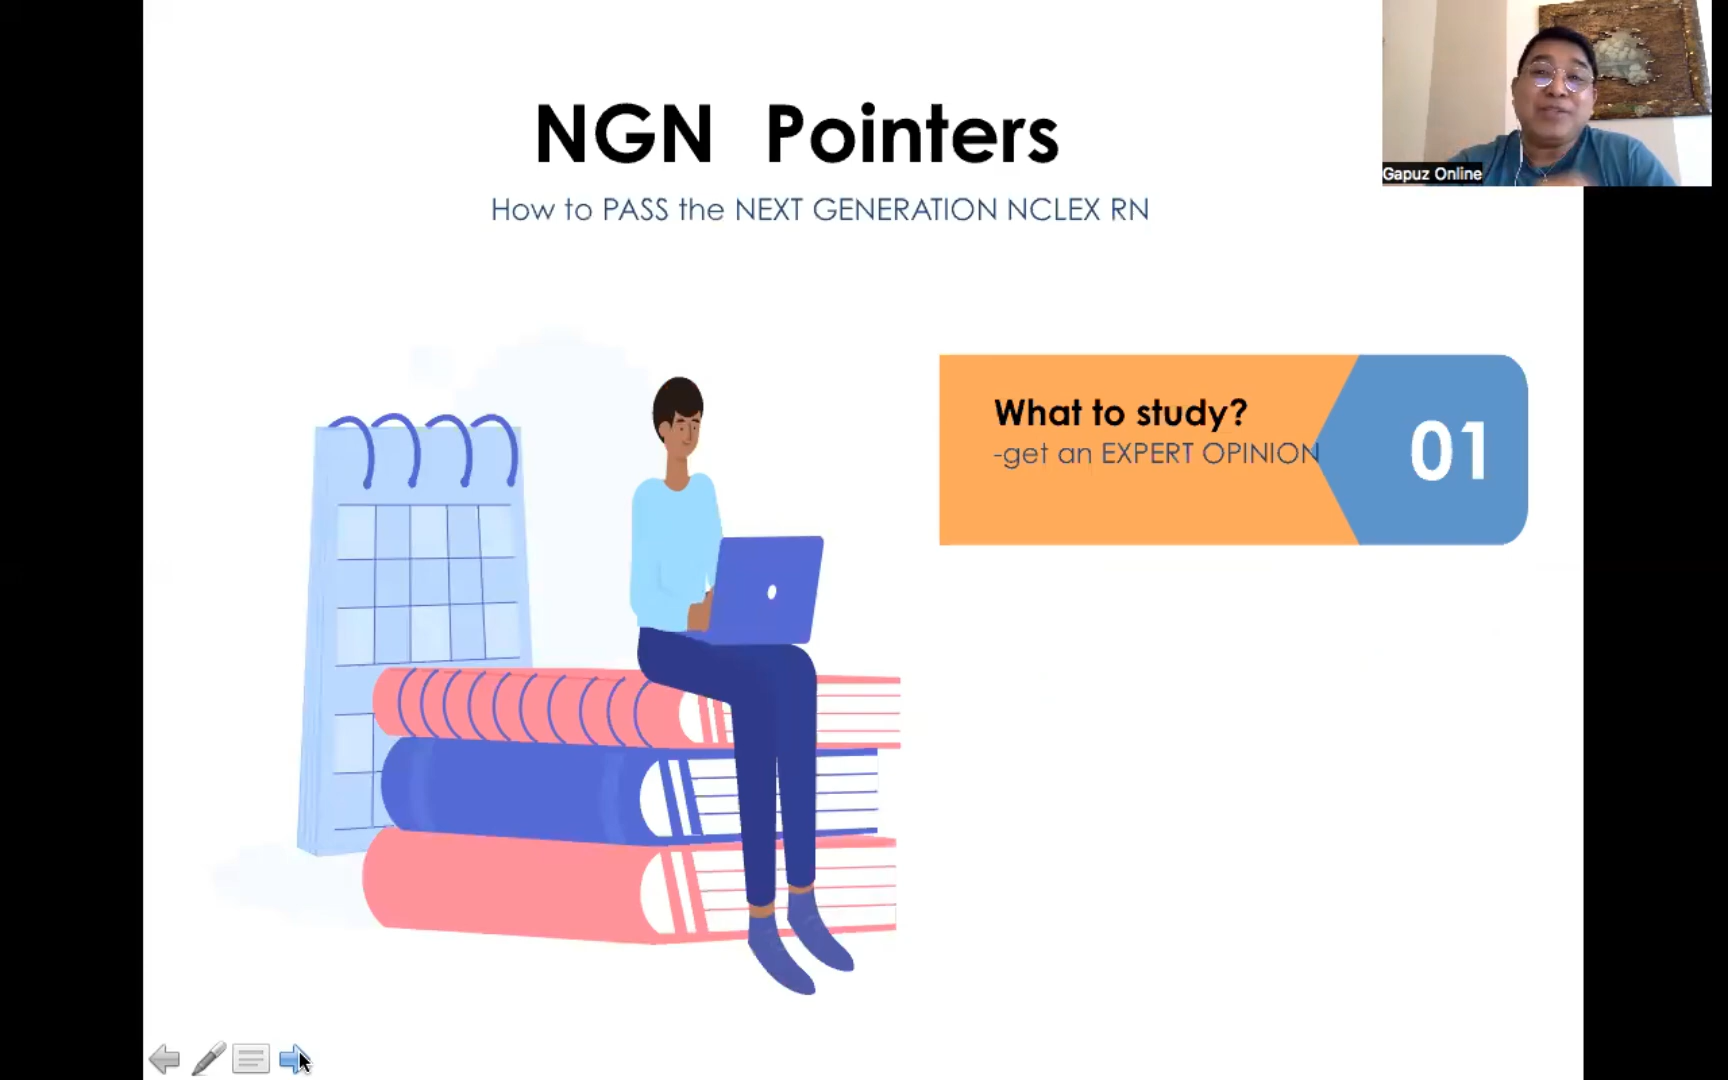 NGN Pointers
How to PASS the NEXT GENERATION NCLEX RN
Gapuz Online
What to study?
-get an EXPERT OPINION
01